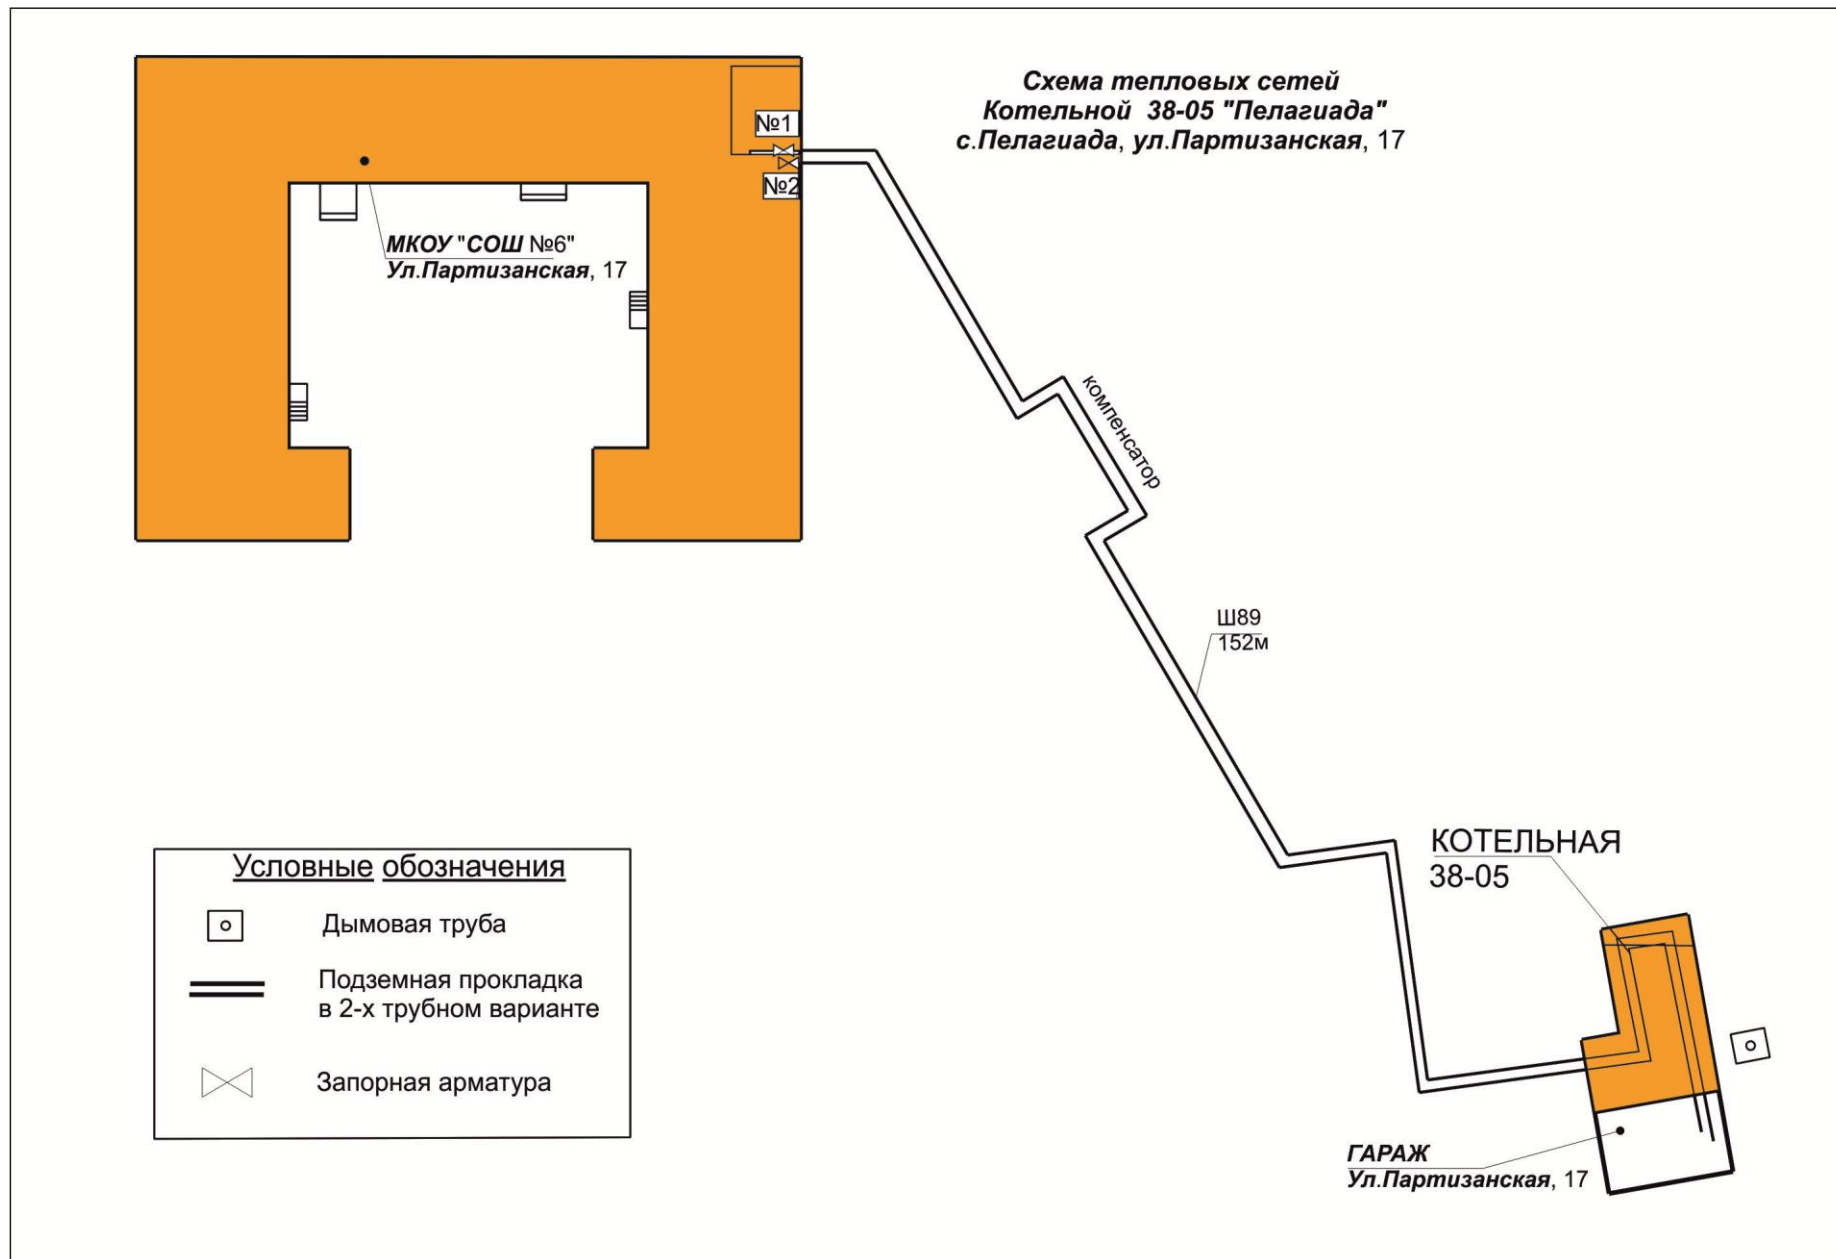 Схема тепловых сетей
Котельной 38-05 "Пелагиада"
с.Пелагиада, ул.Партизанская, 17
№1
№2
МКОУ "СОШ №6"
Ул.Партизанская, 17
компенсатор
Ш89
152м
КОТЕЛЬНАЯ
38-05
ГАРАЖ
Ул.Партизанская, 17
Условные обозначения
Дымовая труба
Подземная прокладка
в 2-х трубном варианте
Запорная арматура